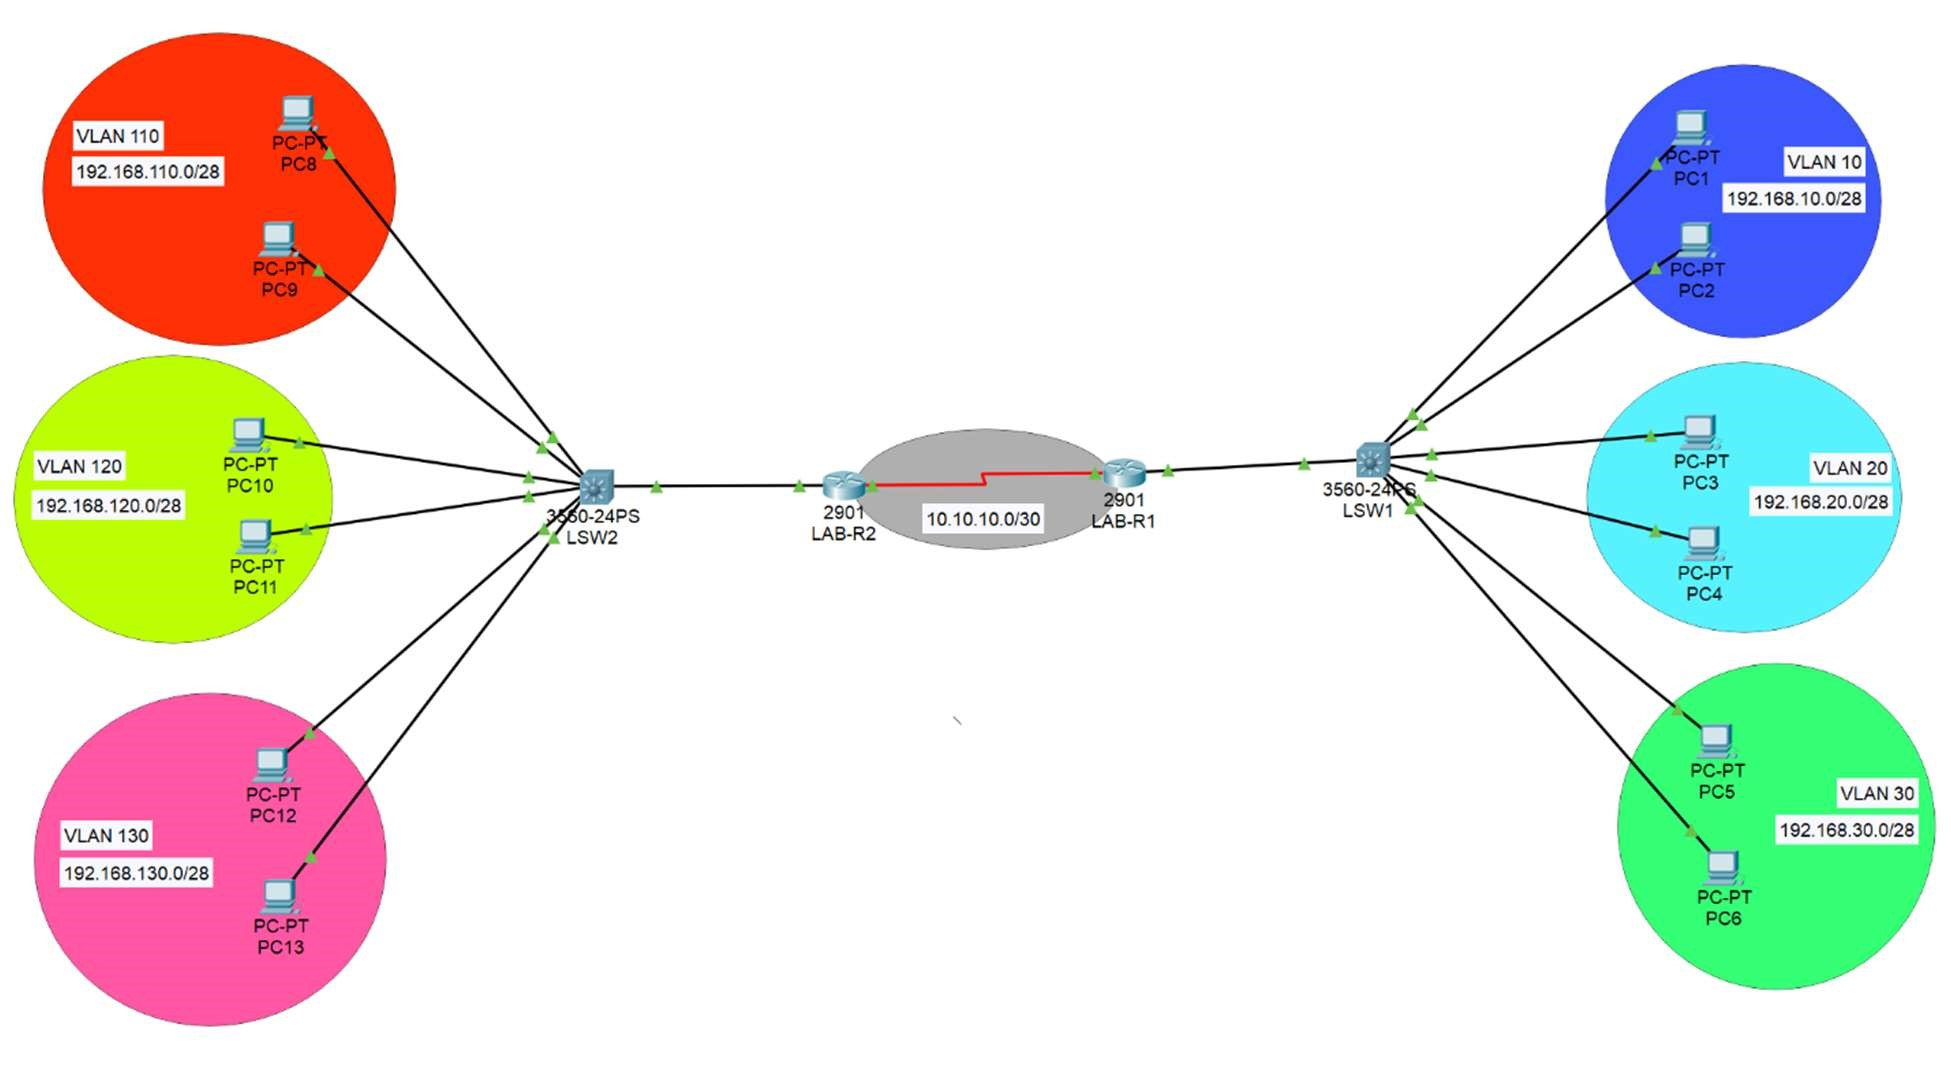 VLAN 110
192.168.110.0/28
PC-PT
PC8
PC-PT
PC9
VLAN 120
192.168.120.0/28
PC-PT
PC10
PC-PT
PC11
VLAN 130
192.168.130.0/28
PC-PT
PC12
PC-PT
PC13
3560-24PS
LSW2
2901
LAB-R2
10.10.10.0/30
2901
LAB-R1
3560-24PS
LSW1
PC-PT
PC1
VLAN 10
192.168.10.0/28
PC-PT
PC2
PC-PT
PC3
VLAN 20
192.168.20.0/28
PC-PT
PC4
PC-PT
PC5
VLAN 30
192.168.30.0/28
PC-PT
PC6